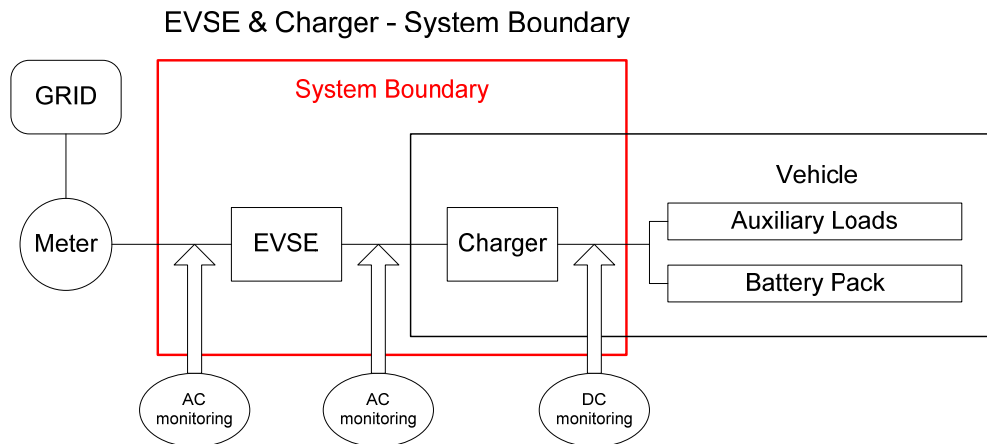 EVSE & Charger - System Boundary
System Boundary
GRID
Vehicle
Auxiliary Loads
Meter
EVSE
Charger
Battery Pack
AC
monitoring
AC
monitoring
DC
monitoring